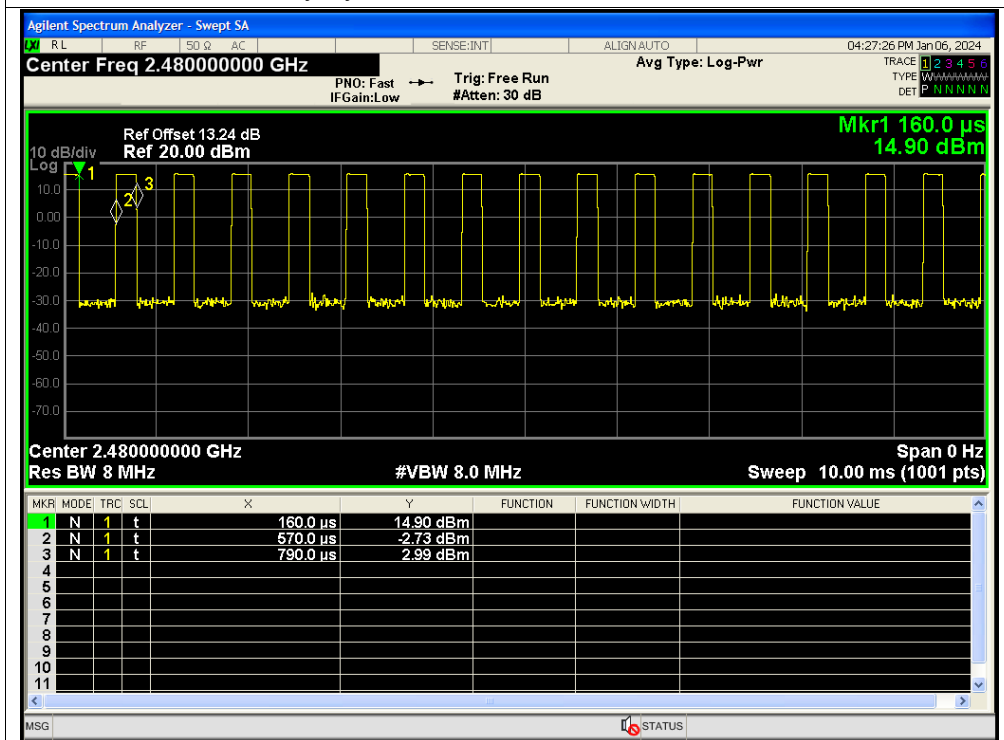 Agilent Spectrum Analyzer - Swept SA
LXI RL RF 50 Ω AC SENSE:INT ALIGN AUTO 04:27:26 PM Jan 06, 2024
Center Freq 2.480000000 GHz Avg Type: Log-Pwr TRACE 1 2 3 4 5 6
PNO: Fast Trig: Free Run TYPE WWWWWW
IFGain:Low #Atten: 30 dB DET P N N N N N
Mkr1 160.0 µs
14.90 dBm
Ref Offset 13.24 dB
10 dB/div Ref 20.00 dBm
Log
1
2
3
10.0
0.00
-10.0
-20.0
-30.0
-40.0
-50.0
-60.0
-70.0
Center 2.480000000 GHz Span 0 Hz
Res BW 8 MHz #VBW 8.0 MHz Sweep 10.00 ms (1001 pts)
MKR MODE TRC SCL X Y FUNCTION FUNCTION WIDTH FUNCTION VALUE
1 N 1 t 160.0 µs 14.90 dBm
2 N 1 t 570.0 µs -2.73 dBm
3 N 1 t 790.0 µs 2.99 dBm
4
5
6
7
8
9
10
11
MSG STATUS